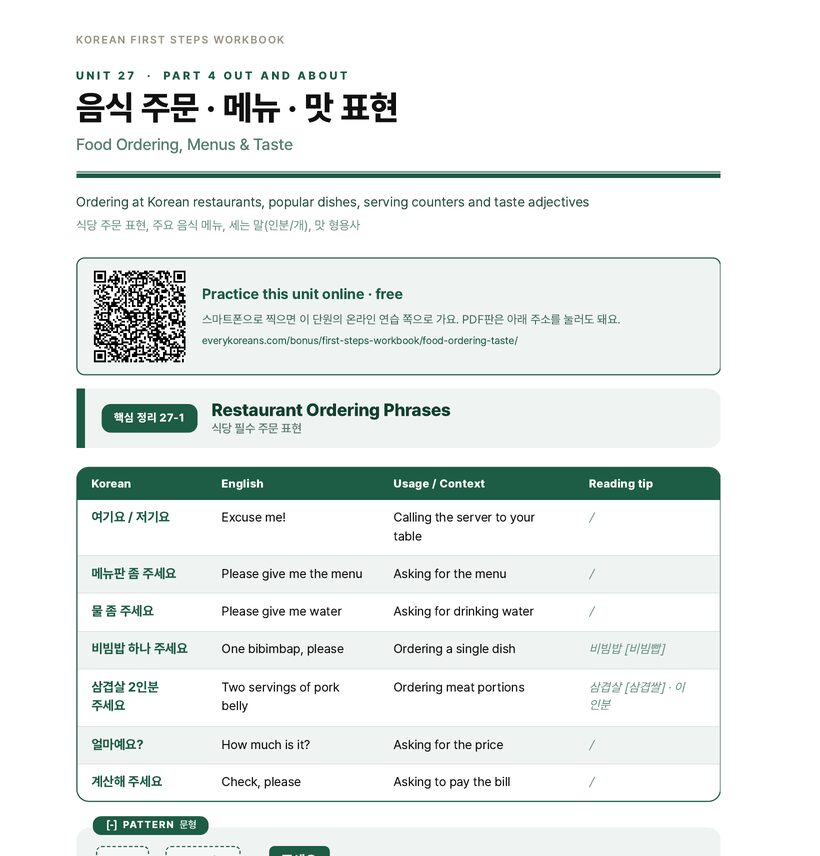 KOREAN FIRST STEPS WORKBOOK
UNIT 27 · PART 4 OUT AND ABOUT
음식 주문 · 메뉴 · 맛 표현
Food Ordering, Menus & Taste
Ordering at Korean restaurants, popular dishes, serving counters and taste adjectives
식당 주문 표현, 주요 음식 메뉴, 세는 말(인분/개), 맛 형용사
Practice this unit online · free
스마트폰으로 찍으면 이 단원의 온라인 연습 쪽으로 가요. PDF판은 아래 주소를 눌러도 돼요.
everykoreans.com/bonus/first-steps-workbook/food-ordering-taste/
핵심 정리 27-1
Restaurant Ordering Phrases
식당 필수 주문 표현
Korean English Usage / Context Reading tip
여기요 / 저기요 Excuse me! Calling the server to your /
table
메뉴판 좀 주세요 Please give me the menu Asking for the menu /
물 좀 주세요 Please give me water Asking for drinking water /
비빔밥 하나 주세요 One bibimbap, please Ordering a single dish 비빔밥 [비빔빱]
삼겹살 2인분 Two servings of pork Ordering meat portions 삼겹살 [삼겹쌀] · 이
주세요 belly 인분
얼마예요? How much is it? Asking for the price /
계산해 주세요 Check, please Asking to pay the bill /
[-] PATTERN 문형